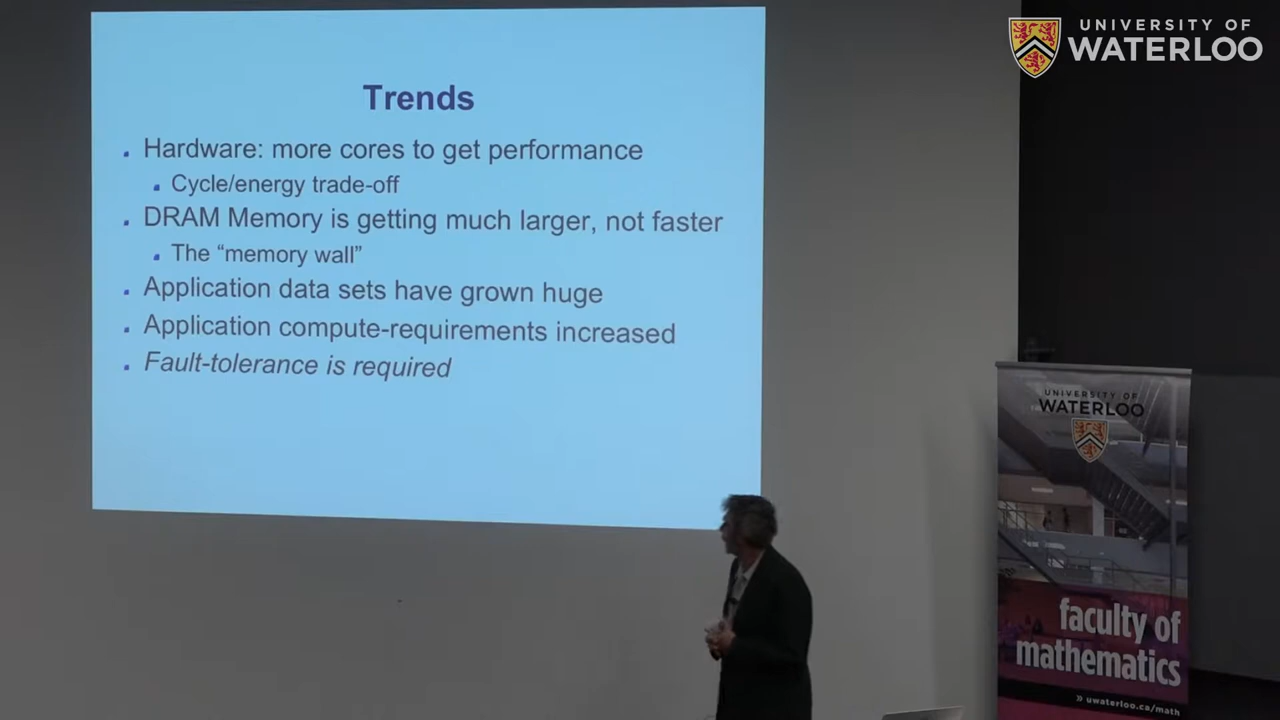 Trends
Hardware: more cores to get performance
Cycle/energy trade-off
DRAM Memory is getting much larger, not faster
The “memory wall”
Application data sets have grown huge
Application compute-requirements increased
Fault-tolerance is required
UNIVERSITY OF
WATERLOO
UNIVERSITY OF
WATERLOO
faculty of
mathematics
» uwaterloo.ca/math